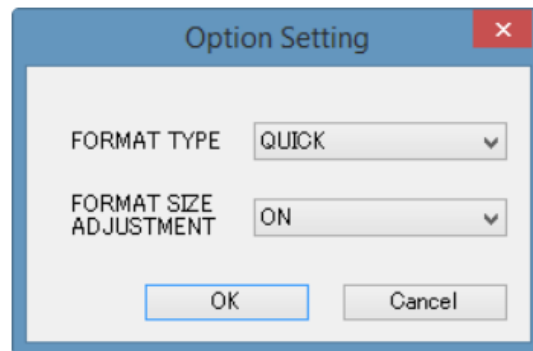 Option Setting
FORMAT TYPE QUICK
FORMAT SIZE
ADJUSTMENT ON
OK Cancel